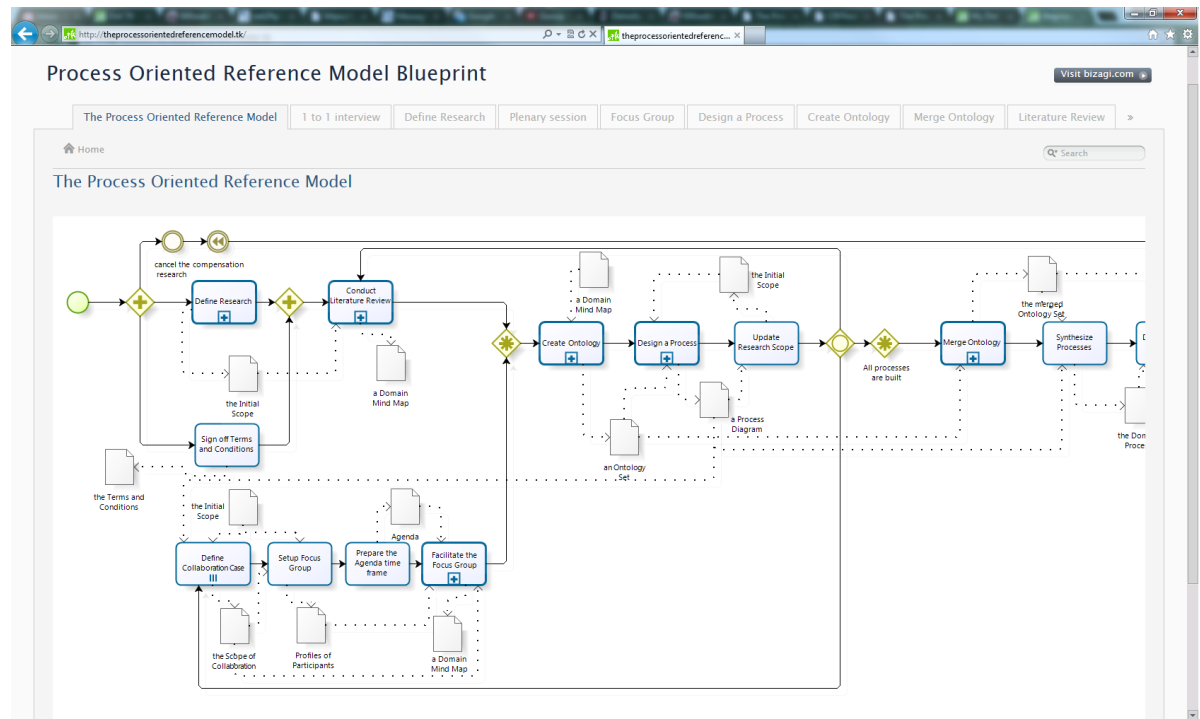 http://theprocessorientedreferencemodel.tk/
theprocessorientedreferenc...
Process Oriented Reference Model Blueprint
Visit bizagi.com
The Process Oriented Reference Model
1 to 1 interview
Define Research
Plenary session
Focus Group
Design a Process
Create Ontology
Merge Ontology
Literature Review
»
Home
Search
The Process Oriented Reference Model
cancel the
research
compensation
Define Research
Conduct
Literature Review
the Initial
Scope
a Domain
Mind Map
Sign off Terms
and Conditions
the Terms and
Conditions
a Domain
Mind Map
Create Ontology
the Initial
Scope
Design a Process
Update
Research Scope
All processes
are built
a Process
Diagram
an Ontology
Set
the merged
Ontology Set
Merge Ontology
Synthesize
Processes
D
the Dom
Proce
the Initial
Scope
Agenda
Define
Collaboration Case
Setup Focus
Group
Prepare the
Agenda time
frame
Facilitate the
Focus Group
the Scope of
Collaboration
Profiles of
Participants
a Domain
Mind Map